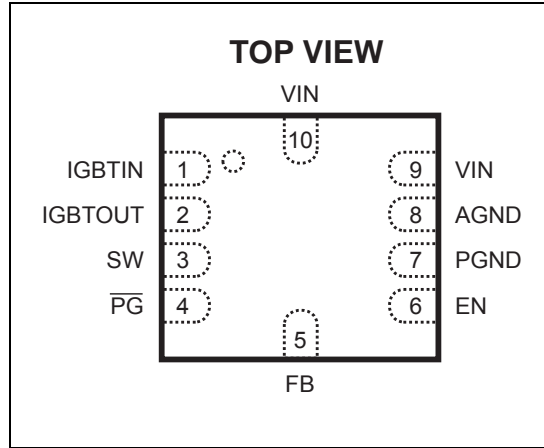 TOP VIEW
VIN
10
IGBTIN 1 9 VIN
IGBTOUT 2 8 AGND
SW 3 7 PGND
P̅G̅ 4 6 EN
5
FB